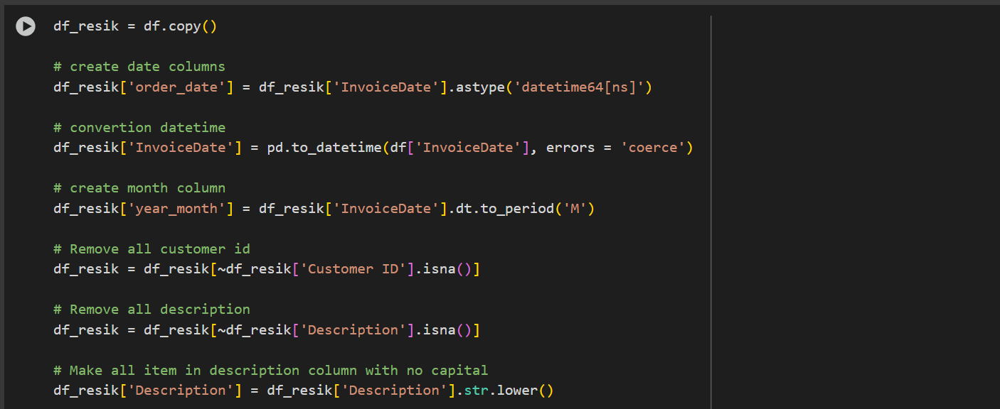 df_resik = df.copy()
# create date columns
df_resik['order_date'] = df_resik['InvoiceDate'].astype('datetime64[ns]')
# convertion datetime
df_resik['InvoiceDate'] = pd.to_datetime(df['InvoiceDate'], errors = 'coerce')
# create month column
df_resik['year_month'] = df_resik['InvoiceDate'].dt.to_period('M')
# Remove all customer id
df_resik = df_resik[~df_resik['Customer ID'].isna()]
# Remove all description
df_resik = df_resik[~df_resik['Description'].isna()]
# Make all item in description column with no capital
df_resik['Description'] = df_resik['Description'].str.lower()